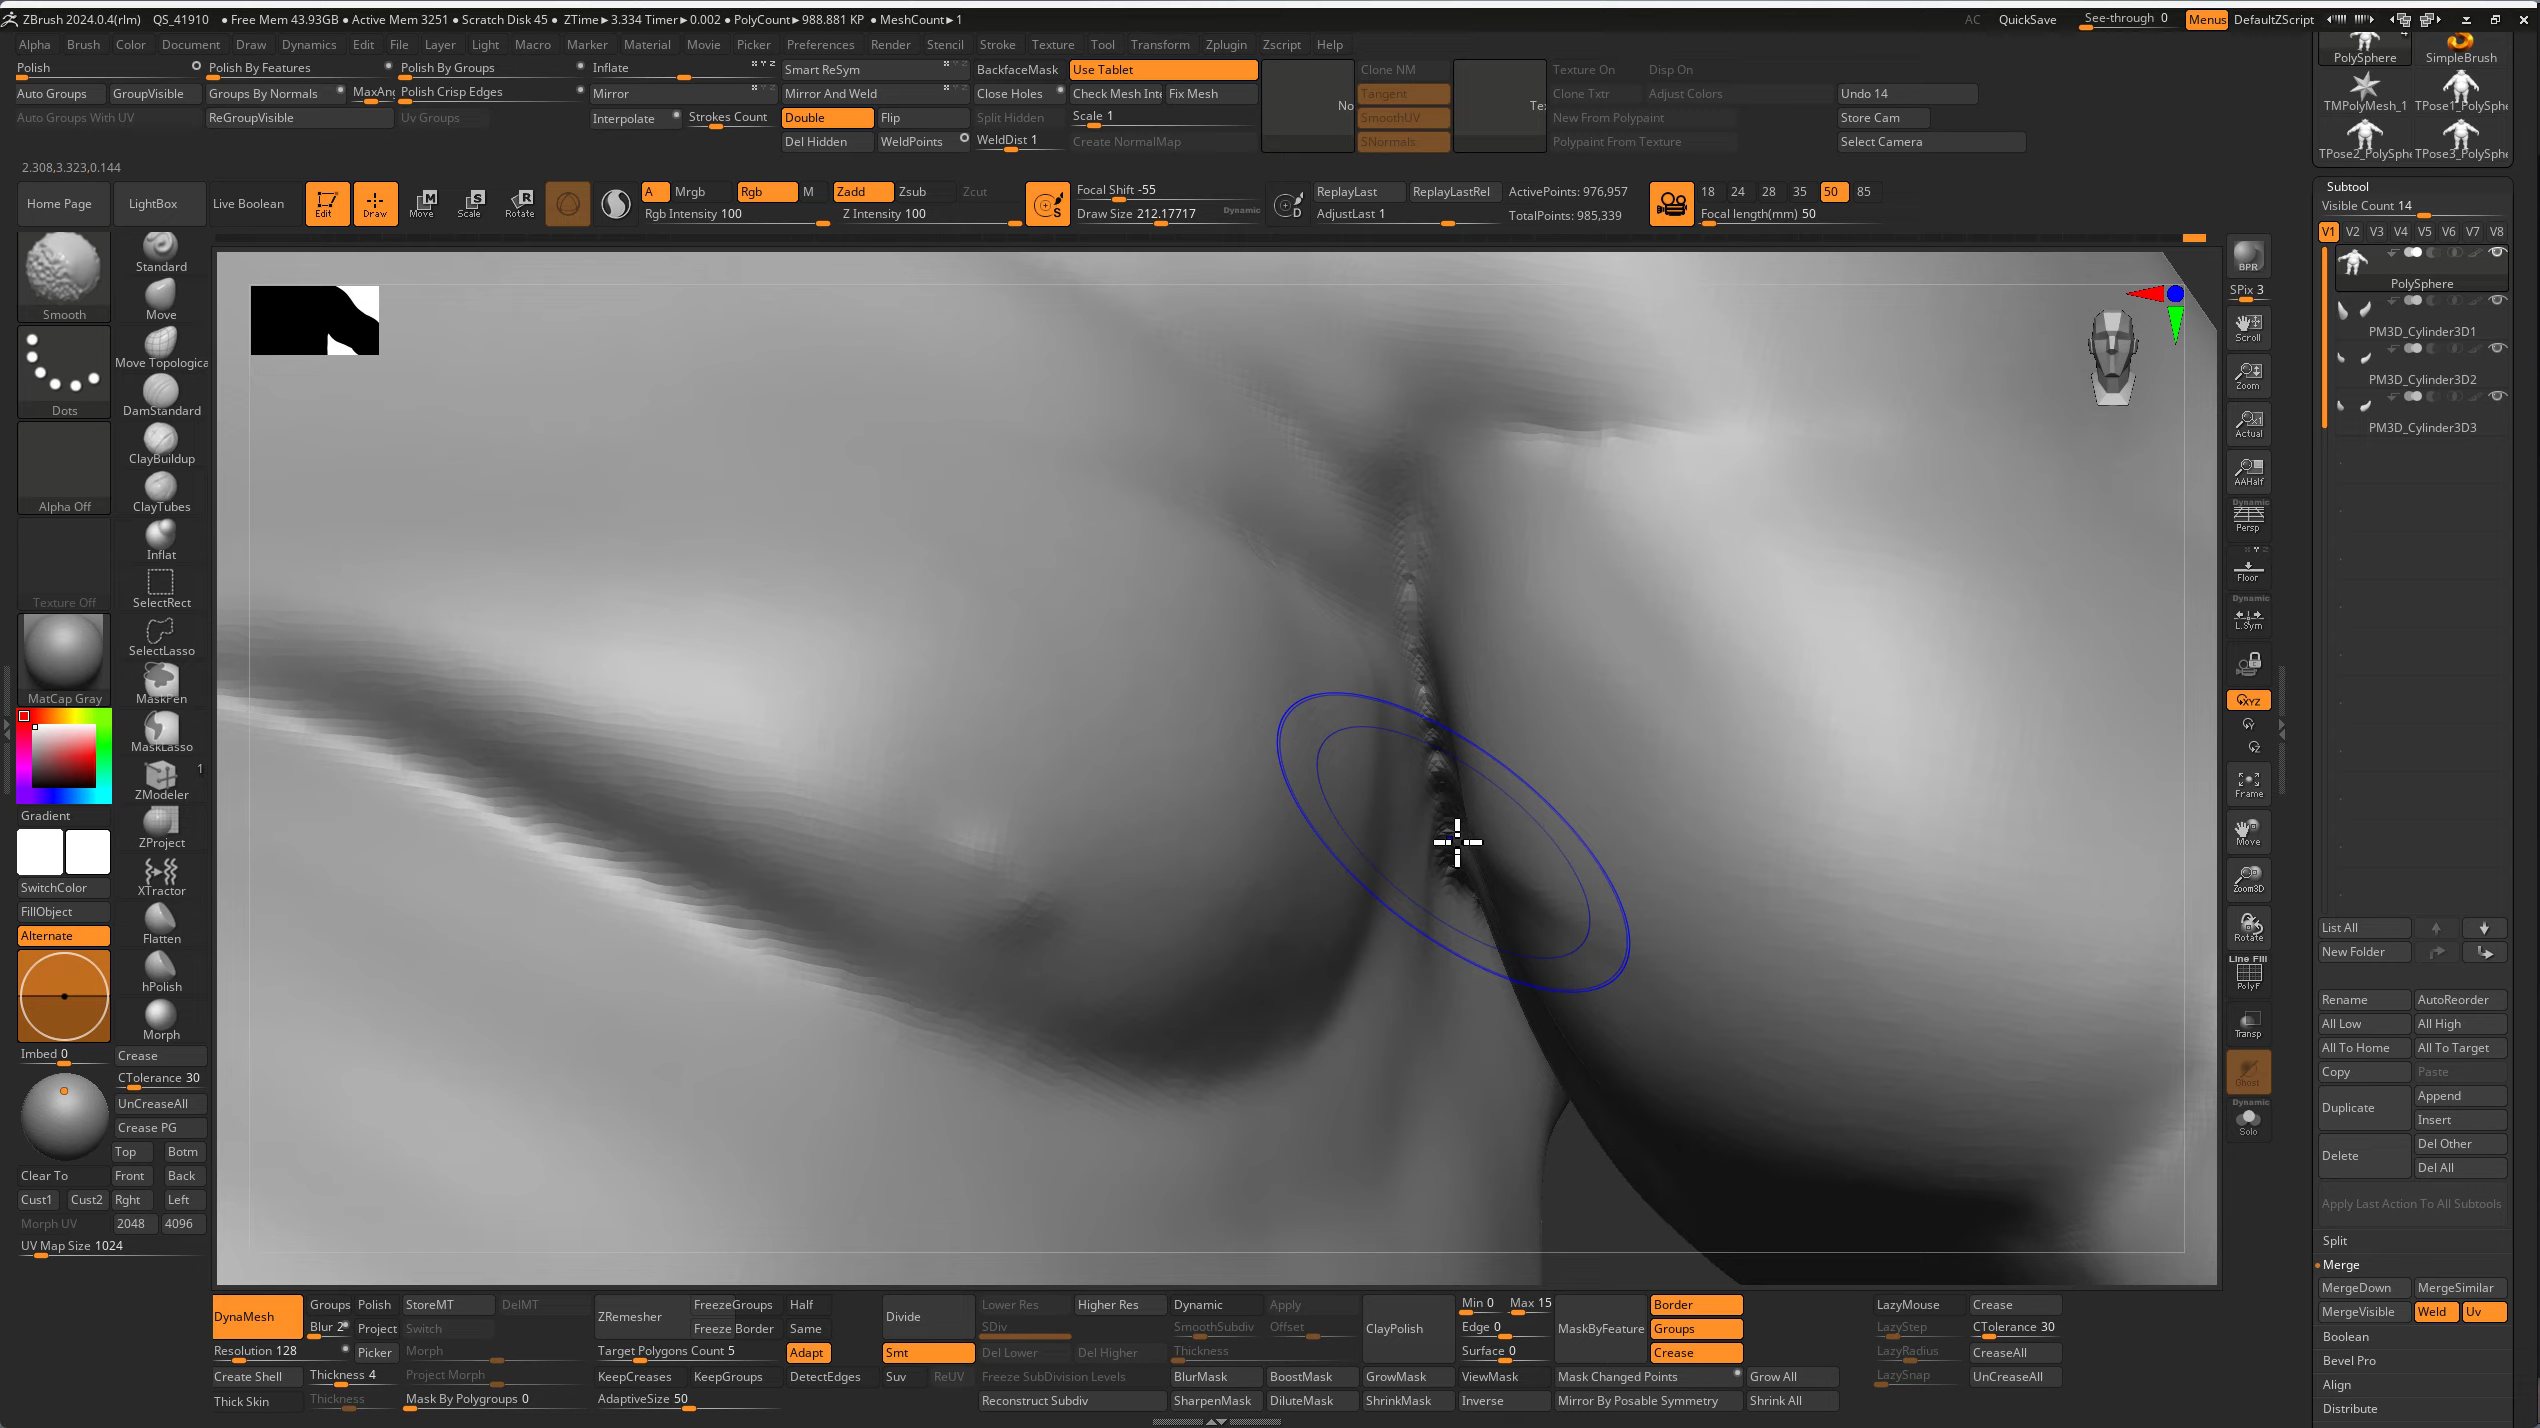 ZBrush 2024.0.4(rlm) QS_41910 ● Free Mem 43.93GB ● Active Mem 3251 ● Scratch Disk 45 ● ZTime►3.334 Timer►0.002 ● PolyCount►988.881 KP ● MeshCount►1 AC QuickSave See-through 0 Menus DefaultZScript
Alpha Brush Color Document Draw Dynamics Edit File Layer Light Macro Marker Material Movie Picker Preferences Render Stencil Stroke Texture Tool Transform Zplugin Zscript Help
Polish Polish By Features Polish By Groups Inflate Smart ReSym BackfaceMask Use Tablet Clone NM Texture On Disp On
Auto Groups GroupVisible Groups By Normals MaxAng Polish Crisp Edges Mirror Mirror And Weld Close Holes Check Mesh Inte Fix Mesh Tangent Clone Txtr Adjust Colors Undo 14
Auto Groups With UV ReGroupVisible Uv Groups Interpolate Strokes Count Double Flip Split Hidden Scale 1 No SmoothUV Tex New From Polypaint Store Cam
Del Hidden WeldPoints WeldDist 1 Create NormalMap SNormals Polypaint From Texture Select Camera
2.308,3.323,0.144
Home Page LightBox Live Boolean Edit Draw Move Scale Rotate A Mrgb Rgb M Zadd Zsub Zcut Focal Shift -55 ReplayLast ReplayLastRel ActivePoints: 976,957 18 24 28 35 50 85
Rgb Intensity 100 Z Intensity 100 S Draw Size 212.17717 Dynamic D AdjustLast 1 TotalPoints: 985,339 Focal length(mm) 50
Smooth
Dots
Alpha Off
Texture Off
MatCap Gray
Gradient
SwitchColor
FillObject
Alternate
Imbed 0
Standard
Move
Move Topologica
DamStandard
ClayBuildup
ClayTubes
Inflat
SelectRect
SelectLasso
MaskPen
MaskLasso
1
ZModeler
ZProject
XTractor
Flatten
hPolish
Morph
Crease
CTolerance 30
UnCreaseAll
Crease PG
Top Botm
Clear To Front Back
Cust1 Cust2 Rght Left
Morph UV 2048 4096
UV Map Size 1024
BPR
SPix 3
Scroll
Zoom
Actual
AAHalf
Dynamic
Persp
Floor
Dynamic
L.Sym
XYZ
Frame
Move
Zoom3D
Rotate
Line Fill
PolyF
Transp
Ghost
Dynamic
Solo
4
PolySphere SimpleBrush
TMPolyMesh_1 TPose1_PolySphe
TPose2_PolySphe TPose3_PolySphe
Subtool
Visible Count 14
V1 V2 V3 V4 V5 V6 V7 V8
PolySphere
PM3D_Cylinder3D1
PM3D_Cylinder3D2
PM3D_Cylinder3D3
List All
New Folder
Rename AutoReorder
All Low All High
All To Home All To Target
Copy Paste
Duplicate Append
Insert
Delete Del Other
Del All
Apply Last Action To All Subtools
Split
Merge
MergeDown MergeSimilar
MergeVisible Weld Uv
Boolean
Bevel Pro
Align
Distribute
DynaMesh Groups Polish StoreMT DelMT ZRemesher FreezeGroups Half Divide Lower Res Higher Res Dynamic Apply ClayPolish Min 0 Max 15 MaskByFeature Border LazyMouse Crease
Blur 2 Project Switch Freeze Border Same SDiv SmoothSubdiv Offset Edge 0 Groups LazyStep CTolerance 30
Resolution 128 Picker Morph Target Polygons Count 5 Adapt Smt Del Lower Del Higher Thickness Surface 0 Crease LazyRadius CreaseAll
Create Shell Thickness 4 Project Morph KeepCreases KeepGroups DetectEdges Suv ReUV Freeze SubDivision Levels BlurMask BoostMask GrowMask ViewMask Mask Changed Points Grow All LazySnap UnCreaseAll
Thick Skin Thickness Mask By Polygroups 0 AdaptiveSize 50 Reconstruct Subdiv SharpenMask DiluteMask ShrinkMask Inverse Mirror By Posable Symmetry Shrink All